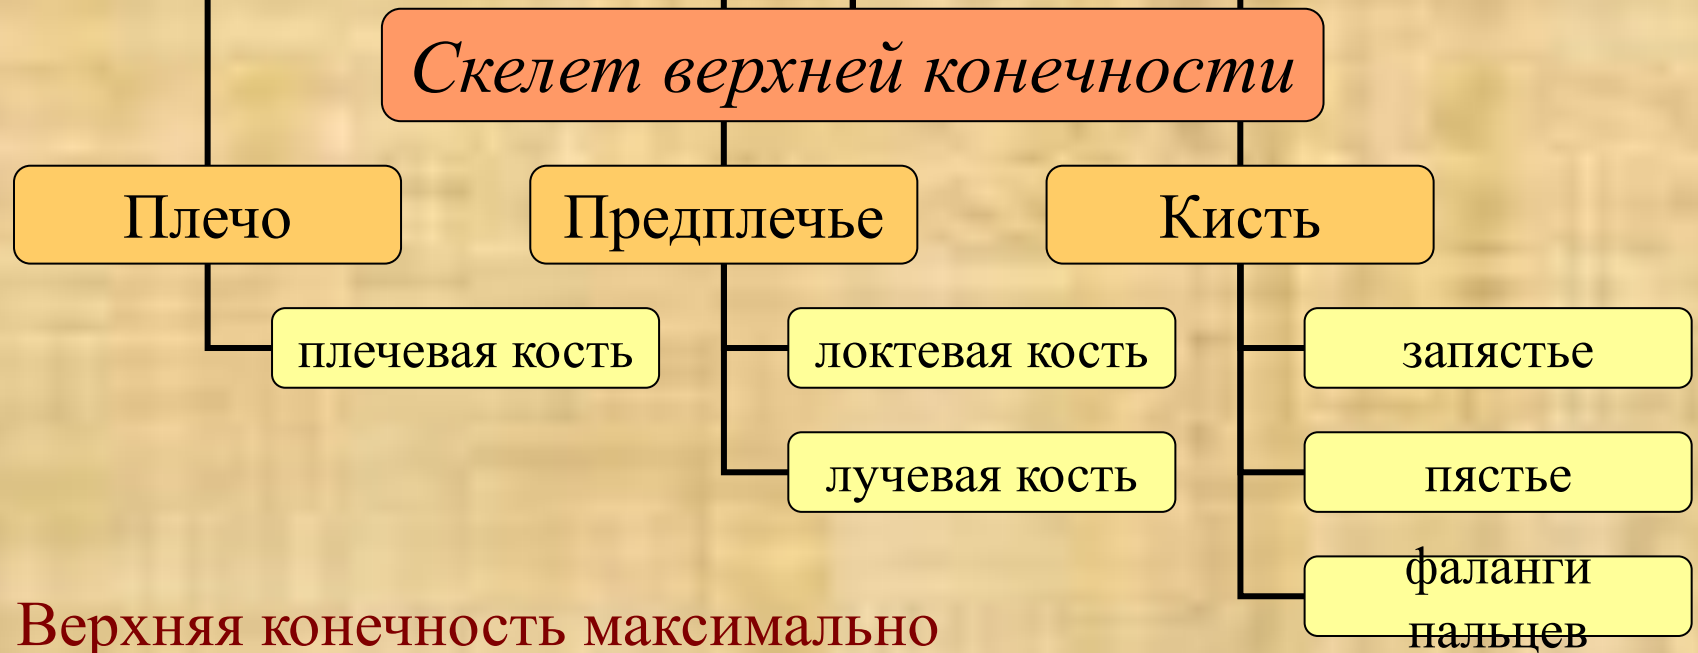 Скелет верхней конечности
Плечо
Предплечье
Кисть
плечевая кость
локтевая кость
запястье
лучевая кость
пястье
фаланги
пальцев
Верхняя конечность максимально